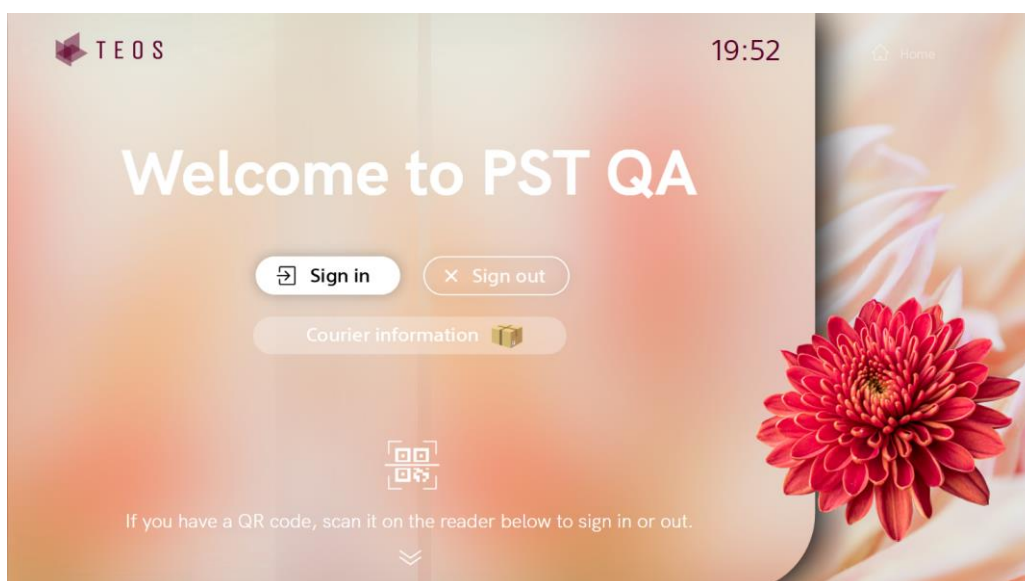 TEOS
19:52
Home
Welcome to PST QA
Sign in
Sign out
Courier information
If you have a QR code, scan it on the reader below to sign in or out.